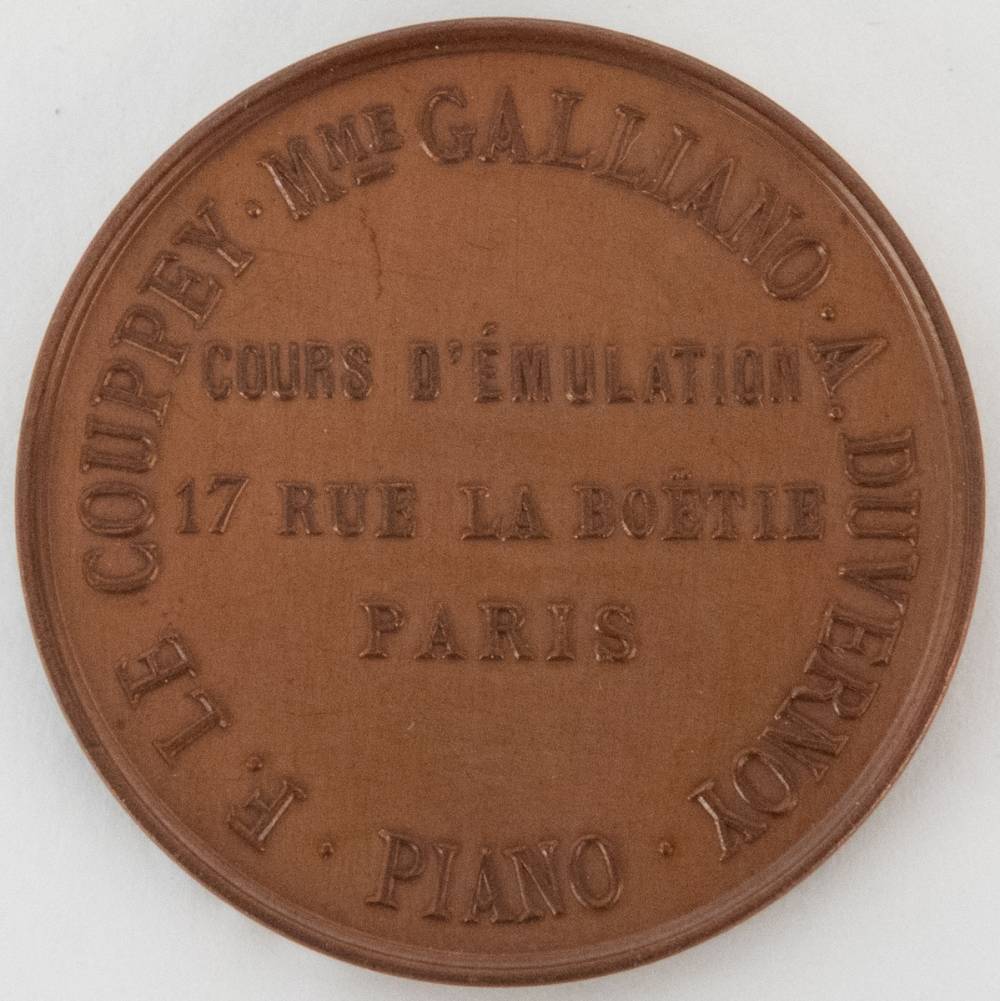 F. LE COUPPEY · MME GALLIANO · A. DUVERNOY
COURS D'ÉMULATION
17 RUE LA BOËTIE
PARIS
· PIANO ·